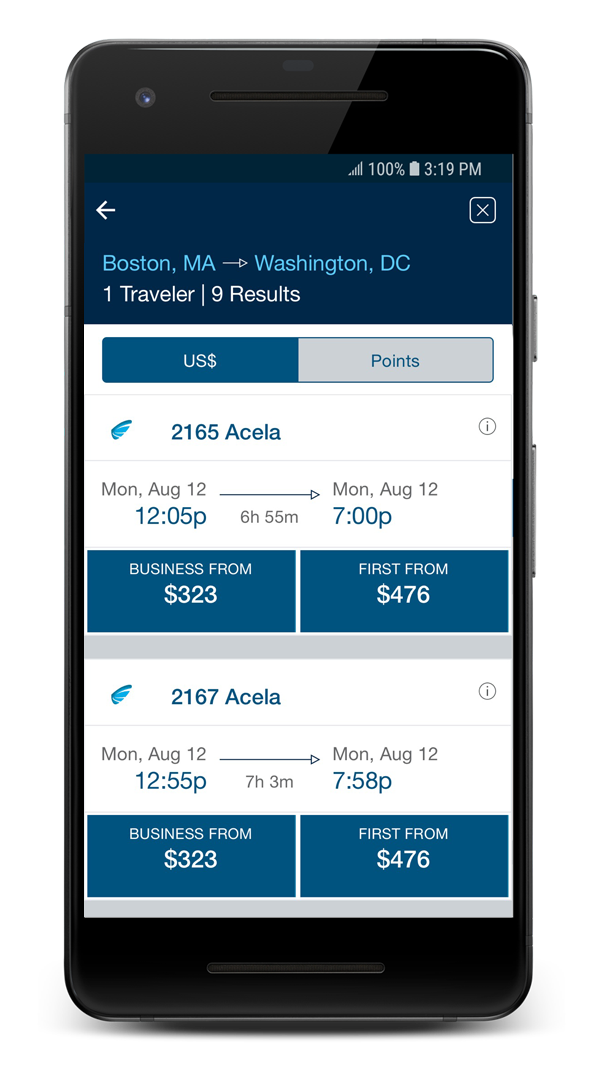 100% 3:19 PM
Boston, MA Washington, DC
1 Traveler | 9 Results
US$ Points
2165 Acela
Mon, Aug 12 Mon, Aug 12
12:05p 6h 55m 7:00p
BUSINESS FROM FIRST FROM
$323 $476
2167 Acela
Mon, Aug 12 Mon, Aug 12
12:55p 7h 3m 7:58p
BUSINESS FROM FIRST FROM
$323 $476